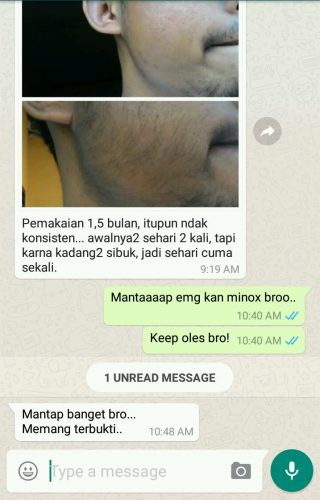 Pemakaian 1,5 bulan, itupun ndak
konsisten... awalnya2 sehari 2 kali, tapi
karna kadang2 sibuk, jadi sehari cuma
sekali.
9:19 AM
Mantaaaap emg kan minox broo..
10:40 AM
Keep oles bro!
10:40 AM
1 UNREAD MESSAGE
Mantap banget bro...
Memang terbukti..
10:48 AM
Type a message